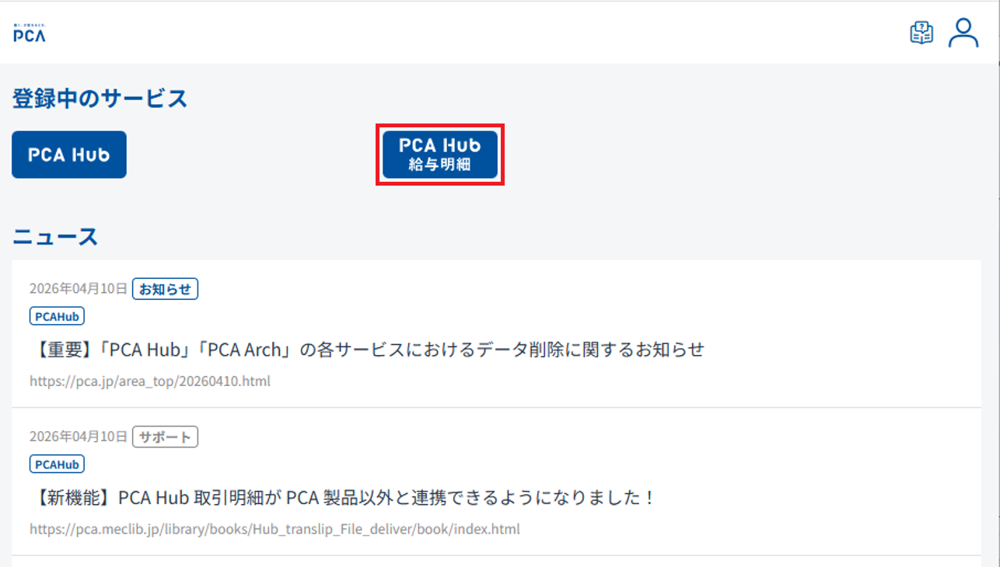 PCA
登録中のサービス
PCA Hub
PCA Hub
給与明細
ニュース
2026年04月10日 お知らせ
PCAHub
【重要】「PCA Hub」「PCA Arch」の各サービスにおけるデータ削除に関するお知らせ
https://pca.jp/area_top/20260410.html
2026年04月10日 サポート
PCAHub
【新機能】PCA Hub 取引明細が PCA 製品以外と連携できるようになりました！
https://pca.meclib.jp/library/books/Hub_translip_File_deliver/book/index.html